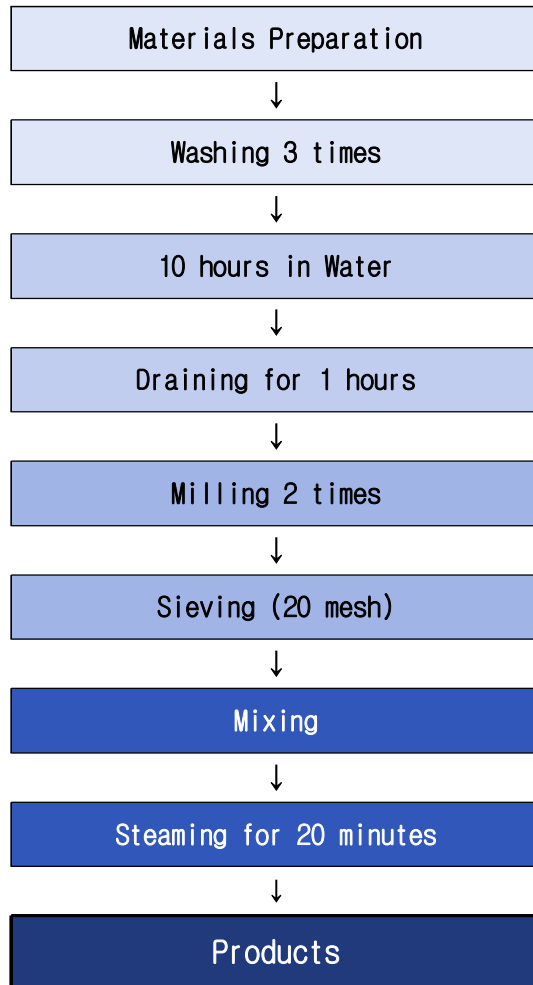 Materials Preparation
↓
Washing 3 times
↓
10 hours in Water
↓
Draining for 1 hours
↓
Milling 2 times
↓
Sieving (20 mesh)
↓
Mixing
↓
Steaming for 20 minutes
↓
Products